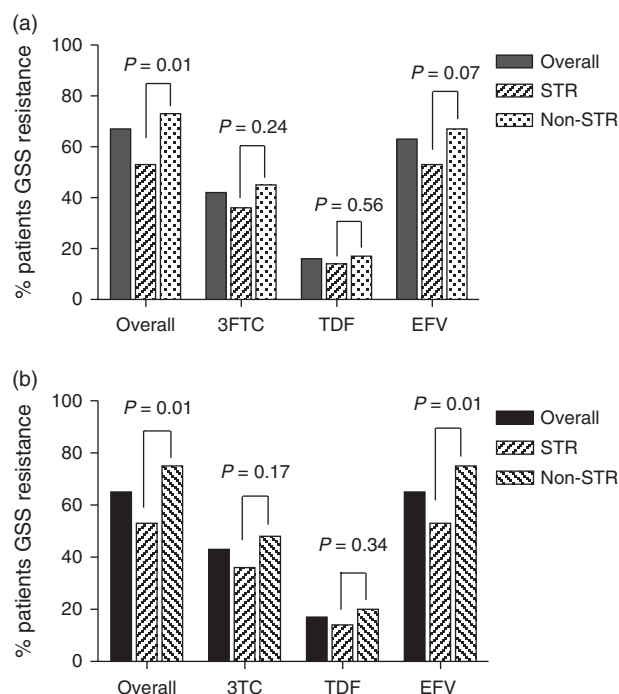 (a)
100
80
60
40
20
0
% patients GSS resistance
P = 0.01
P = 0.24
P = 0.56
P = 0.07
Overall
STR
Non-STR
Overall 3FTC TDF EFV
(b)
100
80
60
40
20
0
% patients GSS resistance
P = 0.01
P = 0.17
P = 0.34
P = 0.01
Overall
STR
Non-STR
Overall 3TC TDF EFV